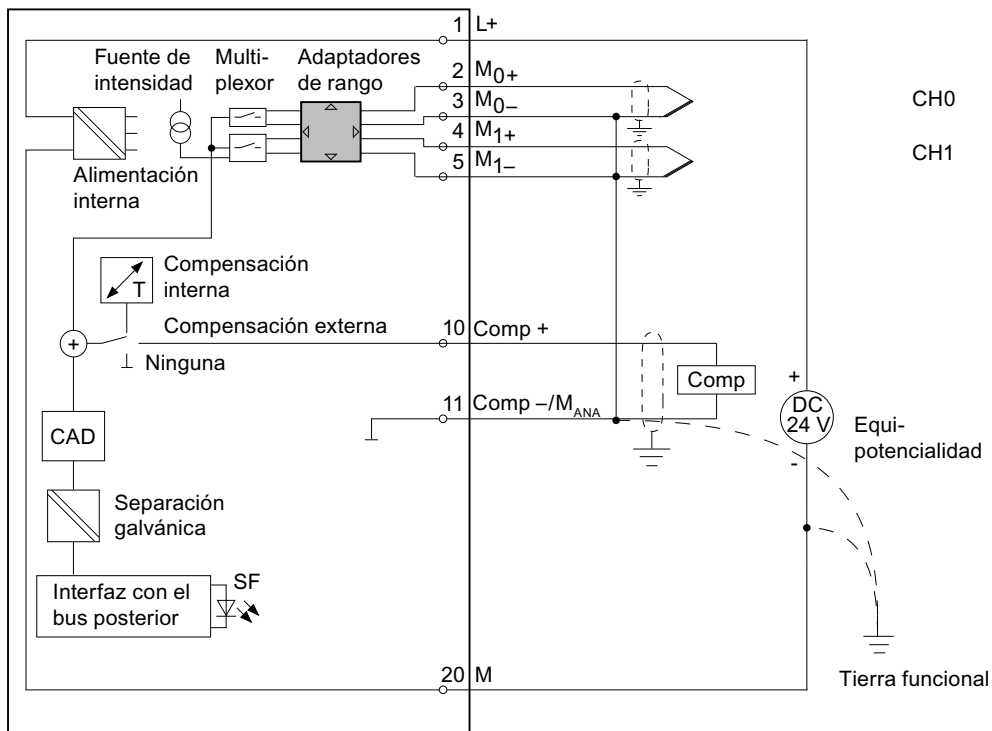 1 L+
Fuente de
intensidad
Multi-
plexor
Adaptadores
de rango
2 M0+
3 M0–
4 M1+
5 M1–
CH0
CH1
Alimentación
interna
T
Compensación
interna
Compensación externa
Ninguna
+
10 Comp +
Comp
11 Comp –/MANA
+
DC
24 V
-
Equi-
potencialidad
CAD
Separación
galvánica
Interfaz con el
bus posterior
SF
20 M
Tierra funcional